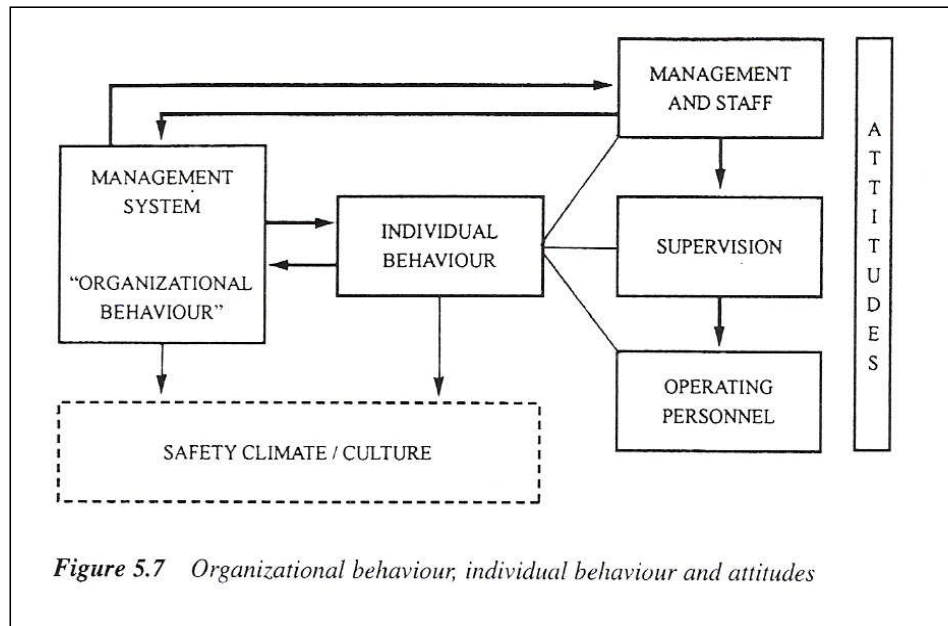 MANAGEMENT
AND STAFF
MANAGEMENT
SYSTEM
"ORGANIZATIONAL
BEHAVIOUR"
INDIVIDUAL
BEHAVIOUR
SUPERVISION
OPERATING
PERSONNEL
ATTITUDES
SAFETY CLIMATE / CULTURE
Figure 5.7 Organizational behaviour, individual behaviour and attitudes